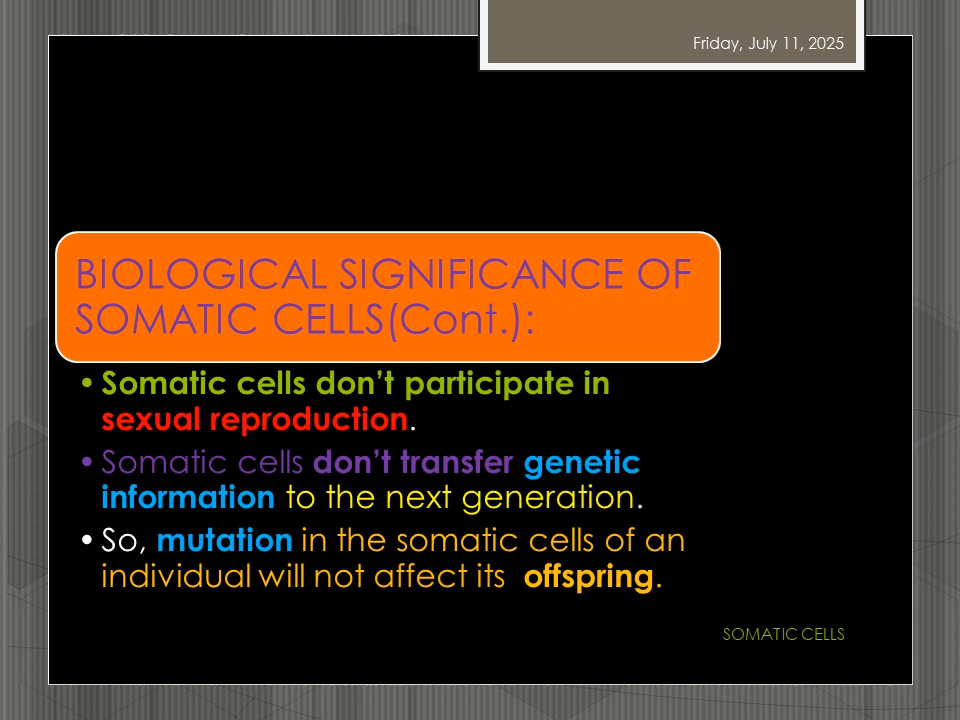 Friday, July 11, 2025
BIOLOGICAL SIGNIFICANCE OF
SOMATIC CELLS(Cont.):
•Somatic cells don’t participate in
sexual reproduction.
•Somatic cells don’t transfer genetic
information to the next generation.
•So, mutation in the somatic cells of an
individual will not affect its  offspring.
SOMATIC CELLS